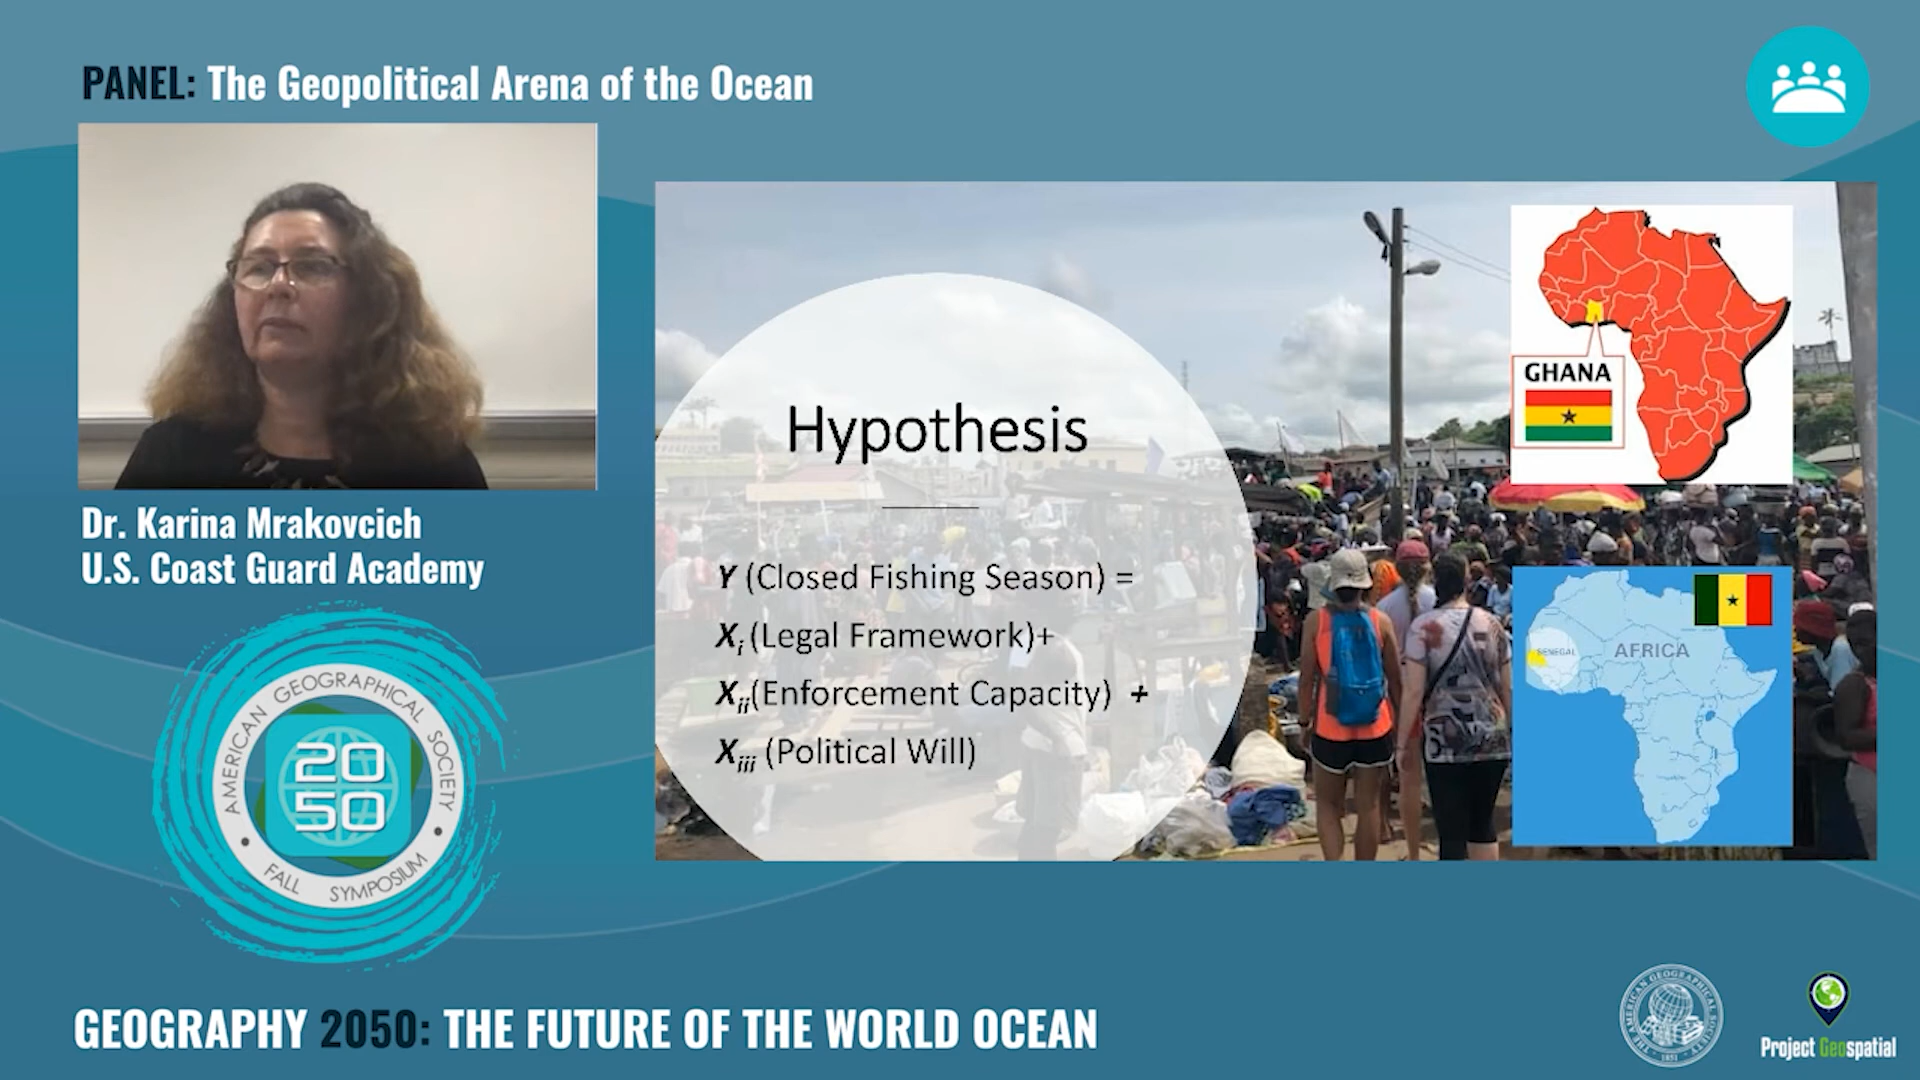 PANEL: The Geopolitical Arena of the Ocean
Dr. Karina Mrakovcich
U.S. Coast Guard Academy
Hypothesis
Y (Closed Fishing Season) =
Xi (Legal Framework)+
Xii(Enforcement Capacity) +
Xiii (Political Will)
GHANA
SENEGAL
AFRICA
AMERICAN GEOGRAPHICAL SOCIETY
20
50
FALL SYMPOSIUM
GEOGRAPHY 2050: THE FUTURE OF THE WORLD OCEAN
Project Geospatial